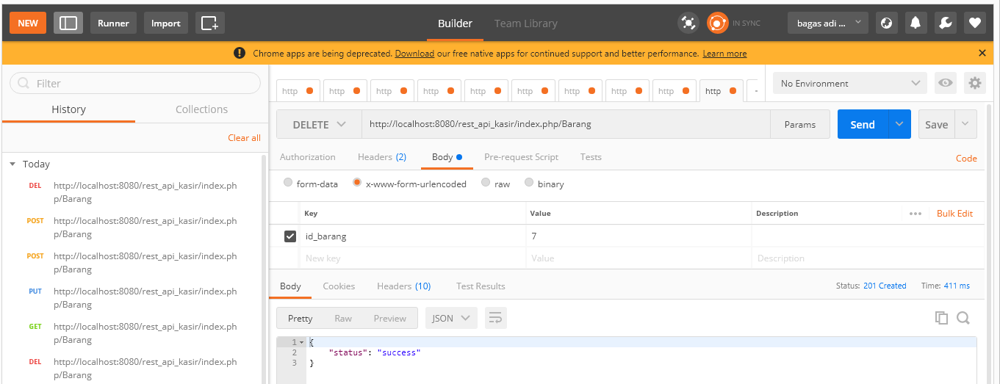 NEW
Runner
Import
Builder
Team Library
IN SYNC
bagas adi ...
Chrome apps are being deprecated. Download our free native apps for continued support and better performance. Learn more
Filter
History
Collections
Clear all
Today
DEL http://localhost:8080/rest_api_kasir/index.ph
p/Barang
POST http://localhost:8080/rest_api_kasir/index.ph
p/Barang
POST http://localhost:8080/rest_api_kasir/index.ph
p/Barang
PUT http://localhost:8080/rest_api_kasir/index.ph
p/Barang
GET http://localhost:8080/rest_api_kasir/index.ph
p/Barang
DEL http://localhost:8080/rest_api_kasir/index.ph
p/Barang
http http http http http http http http http http
No Environment
DELETE http://localhost:8080/rest_api_kasir/index.php/Barang Params Send Save
Authorization Headers (2) Body Pre-request Script Tests Code
form-data x-www-form-urlencoded raw binary
Key Value Description ••• Bulk Edit
id_barang 7
New key Value Description
Body Cookies Headers (10) Test Results Status: 201 Created Time: 411 ms
Pretty Raw Preview JSON
1 {
2 "status": "success"
3 }